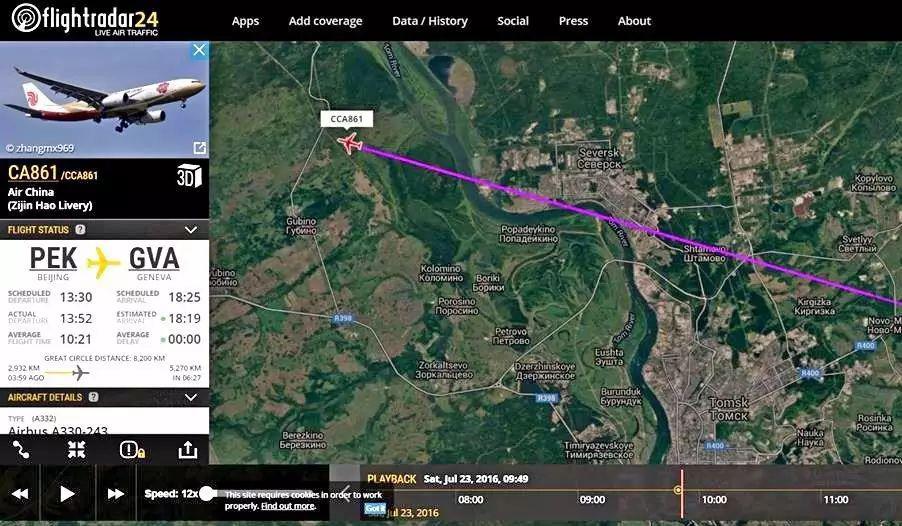 flightradar24
LIVE AIR TRAFFIC
Apps
Add coverage
Data / History
Social
Press
About
© zhangmx969
CA861 /CCA861
3D
Air China
(Zijin Hao Livery)
FLIGHT STATUS ?
PEK GVA
BEIJING GENEVA
SCHEDULED DEPARTURE 13:30 SCHEDULED ARRIVAL 18:25
ACTUAL DEPARTURE 13:52 ESTIMATED ARRIVAL 18:19
AVERAGE FLIGHT TIME 10:21 AVERAGE DELAY 00:00
GREAT CIRCLE DISTANCE: 8,200 KM
2,932 KM 5,270 KM
03:59 AGO IN 06:27
AIRCRAFT DETAILS ?
TYPE (A332)
Airbus A330-243
Tom River
CCA861
Seversk
Северск
Kopylovo
Копылово
Gubino
Губино
Popadeykino
Попадейкино
Tom River
Shtamovo
Штамово
Svetlyy
Светлый
Kolomino
Коломино
Boriki
Борики
Porosino
Поросино
Kirgizka
Киргизка
R398
Petrovo
Петрово
Tom River
R400
Eushta
Эушта
Zorkaltsevo
Зоркальцево
Dzerzhinskoye
Дзержинское
R398
Burunduk
Бурундук
R400
Tomsk
Томск
Rosinka
Росинка
Nauka
Наука
Berezkino
Березкино
Timiryazevskoye
Тимирязевское
R400
Rodionov
Speed: 12x
This site requires cookies in order to work
properly. Find out more.
Got it
PLAYBACK Sat, Jul 23, 2016, 09:49
08:00 09:00 10:00 11:00
Jul 23, 2016